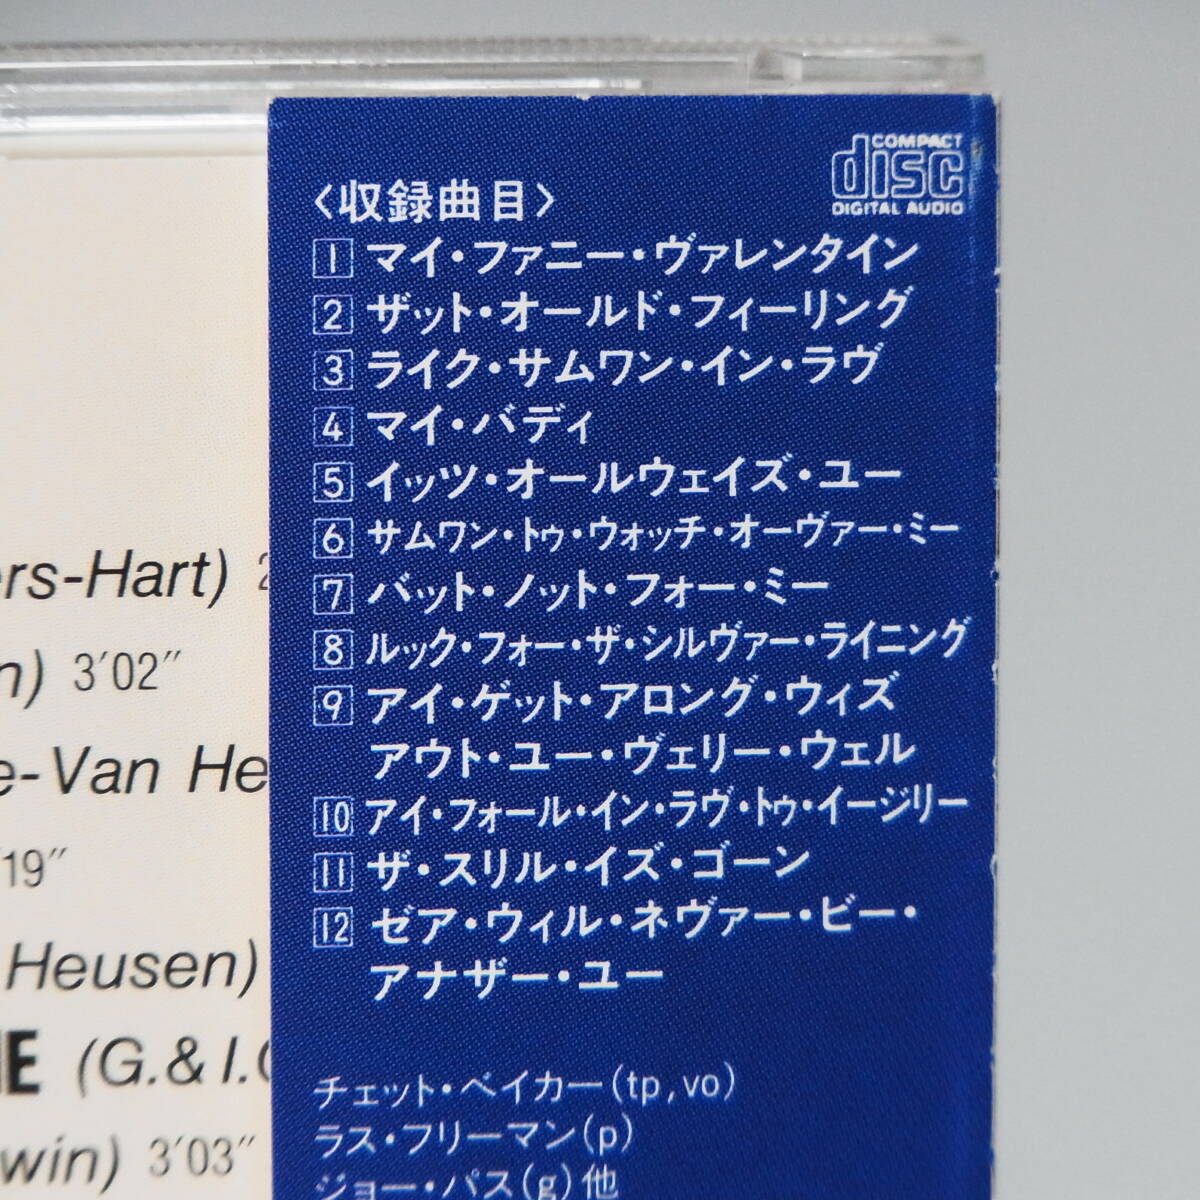 COMPACT
disc
DIGITAL AUDIO
〈収録曲目〉
1 マイ・ファニー・ヴァレンタイン
2 ザット・オールド・フィーリング
3 ライク・サムワン・イン・ラヴ
4 マイ・バディ
5 イッツ・オールウェイズ・ユー
6 サムワン・トゥ・ウォッチ・オーヴァー・ミー
7 バット・ノット・フォー・ミー
8 ルック・フォー・ザ・シルヴァー・ライニング
9 アイ・ゲット・アロング・ウィズ
アウト・ユー・ヴェリー・ウェル
10 アイ・フォール・イン・ラヴ・トゥ・イージリー
11 ザ・スリル・イズ・ゴーン
12 ゼア・ウィル・ネヴァー・ビー・
アナザー・ユー
チェット・ベイカー(tp,vo)
ラス・フリーマン(p)
ジョー・パス(g)他
ers-Hart) 2
n) 3′02″
e-Van He
19″
Heusen)
E (G.&I.G
win) 3′03″